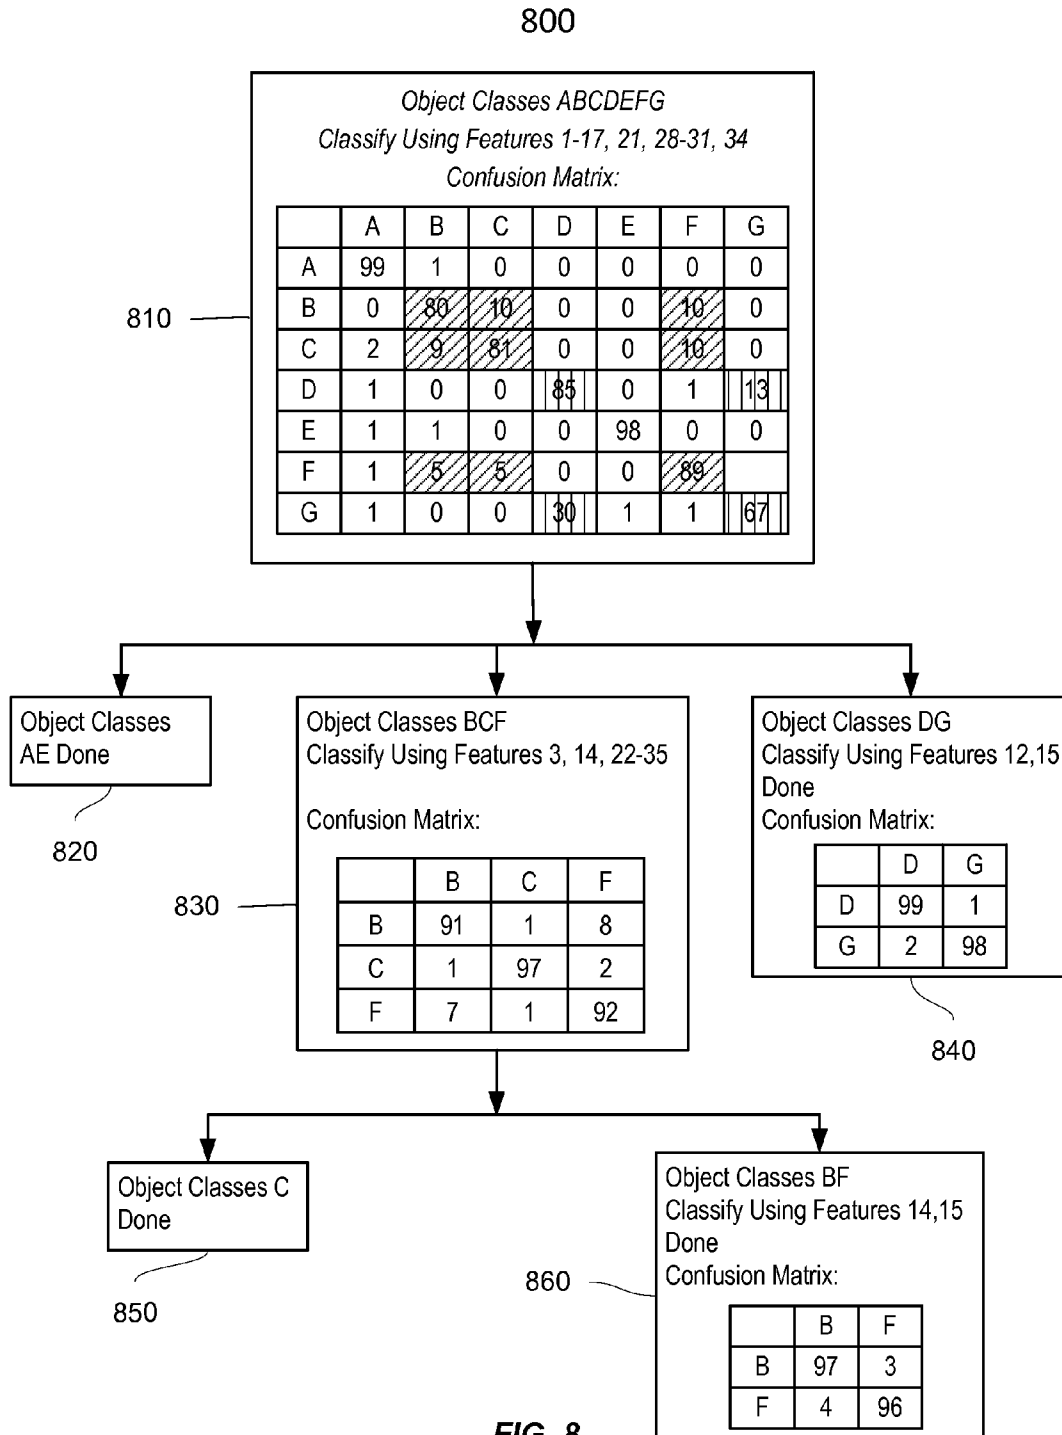 800
Object Classes ABCDEFG
Classify Using Features 1-17, 21, 28-31, 34
Confusion Matrix:
A B C D E F G
A 99 1 0 0 0 0 0
B 0 80 10 0 0 10 0
C 2 9 81 0 0 10 0
D 1 0 0 85 0 1 13
E 1 1 0 0 98 0 0
F 1 5 5 0 0 89
G 1 0 0 30 1 1 67
810
Object Classes
AE Done
820
Object Classes BCF
Classify Using Features 3, 14, 22-35
Confusion Matrix:
B C F
B 91 1 8
C 1 97 2
F 7 1 92
830
Object Classes DG
Classify Using Features 12,15
Done
Confusion Matrix:
D G
D 99 1
G 2 98
840
Object Classes C
Done
850
Object Classes BF
Classify Using Features 14,15
Done
Confusion Matrix:
B F
B 97 3
F 4 96
860
FIG. 8